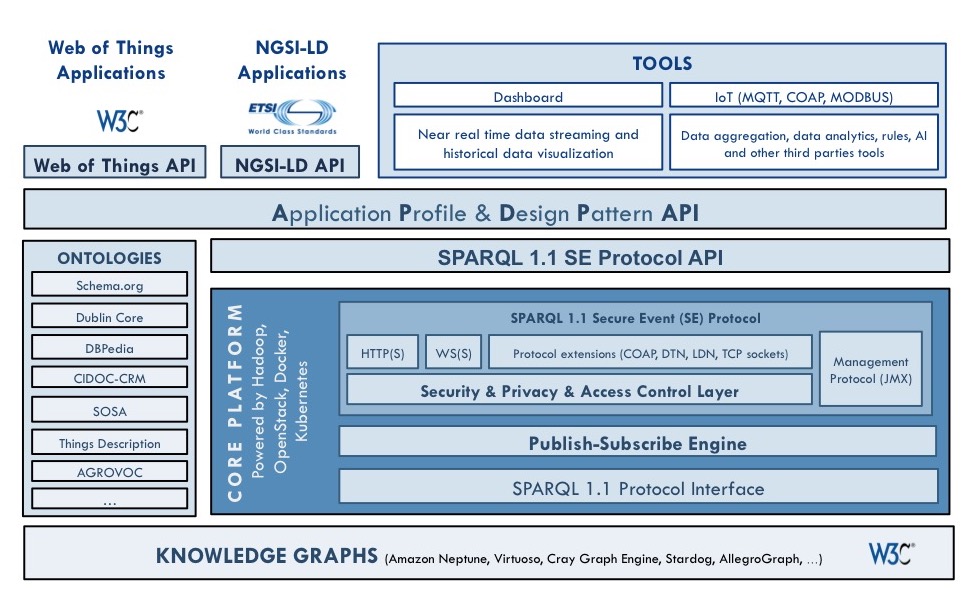 Web of Things
Applications
W3C®
Web of Things API
NGSI-LD
Applications
ETSI
World Class Standards
NGSI-LD API
TOOLS
Dashboard
IoT (MQTT, COAP, MODBUS)
Near real time data streaming and
historical data visualization
Data aggregation, data analytics, rules, AI
and other third parties tools
Application Profile & Design Pattern API
ONTOLOGIES
Schema.org
Dublin Core
DBPedia
CIDOC-CRM
SOSA
Things Description
AGROVOC
...
SPARQL 1.1 SE Protocol API
CORE PLATFORM
Powered by Hadoop,
OpenStack, Docker,
Kubernetes
SPARQL 1.1 Secure Event (SE) Protocol
HTTP(S)
WS(S)
Protocol extensions (COAP, DTN, LDN, TCP sockets)
Management
Protocol (JMX)
Security & Privacy & Access Control Layer
Publish-Subscribe Engine
SPARQL 1.1 Protocol Interface
KNOWLEDGE GRAPHS (Amazon Neptune, Virtuoso, Cray Graph Engine, Stardog, AllegroGraph, ...)
W3C®